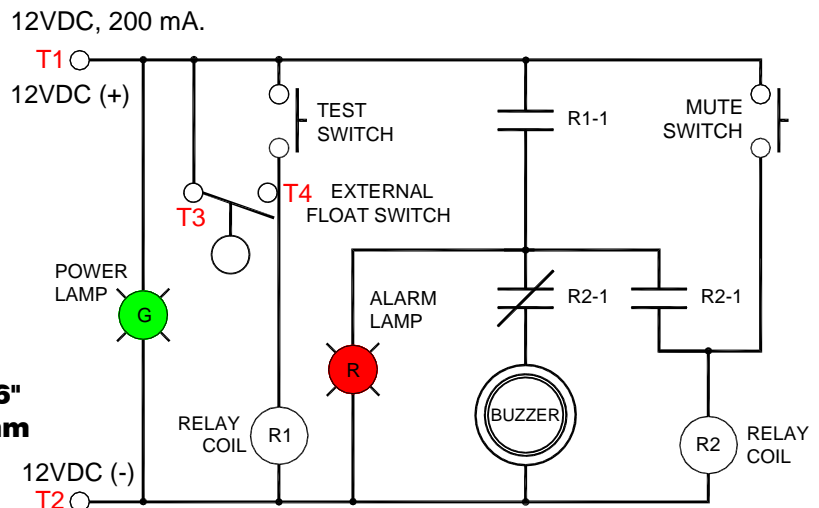 12VDC, 200 mA.
T1
12VDC (+)
TEST
SWITCH
R1-1
MUTE
SWITCH
T3
T4
EXTERNAL
FLOAT SWITCH
POWER
LAMP
G
ALARM
LAMP
R2-1
R2-1
R
6"
BUZZER
RELAY
COIL
R1
R2
RELAY
COIL
12VDC (-)
T2